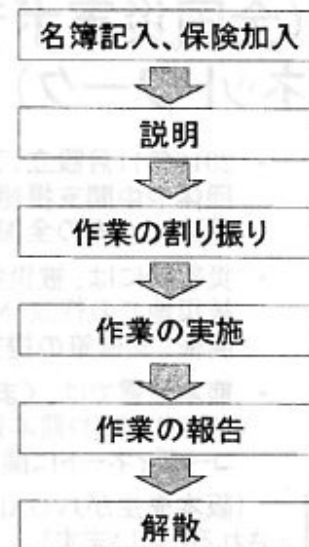 名簿記入、保険加入
説明
作業の割り振り
作業の実施
作業の報告
解散